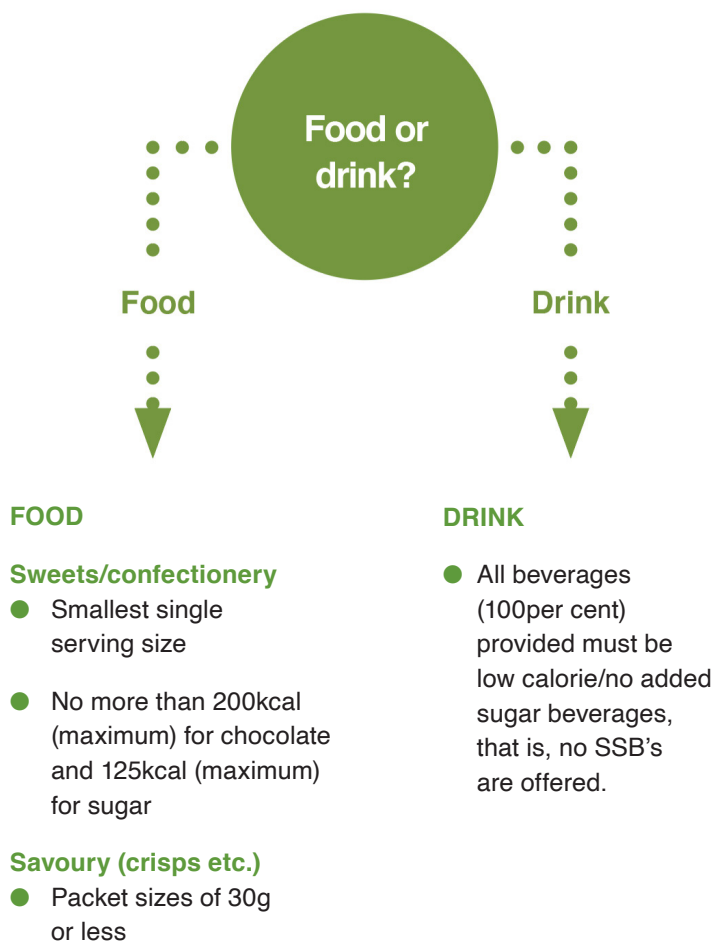 Food or
drink?
Food
Drink
FOOD
Sweets/confectionery
● Smallest single
serving size
● No more than 200kcal
(maximum) for chocolate
and 125kcal (maximum)
for sugar
Savoury (crisps etc.)
● Packet sizes of 30g
or less
DRINK
● All beverages
(100per cent)
provided must be
low calorie/no added
sugar beverages,
that is, no SSB's
are offered.